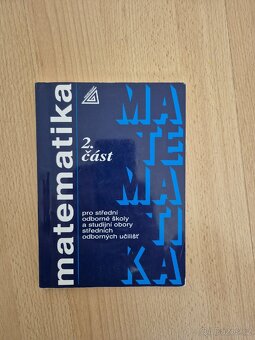 matematika
2.
část
pro střední
odborné školy
a studijní obory
středních
odborných učilišť
MA
TE
MA
TI
KA